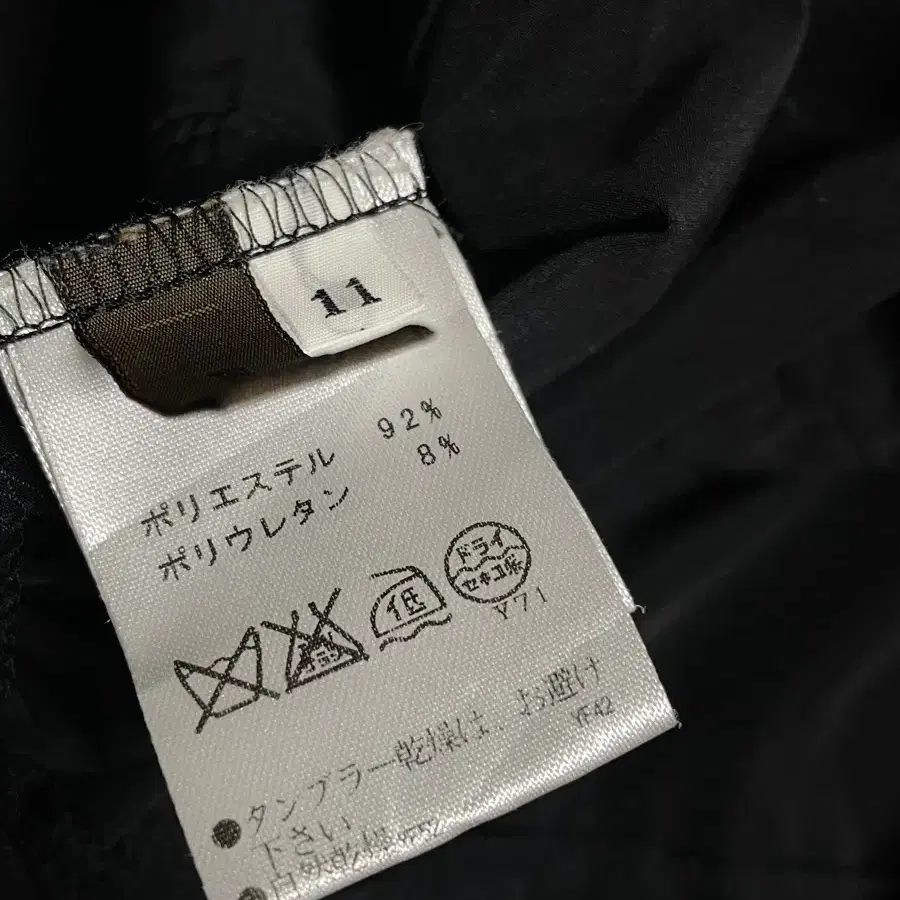 11
ポリエステル 92%
ポリウレタン 8%
低
ドライ
セキユ系
Y71
●タンブラー乾燥は、お避け
下さい YF42